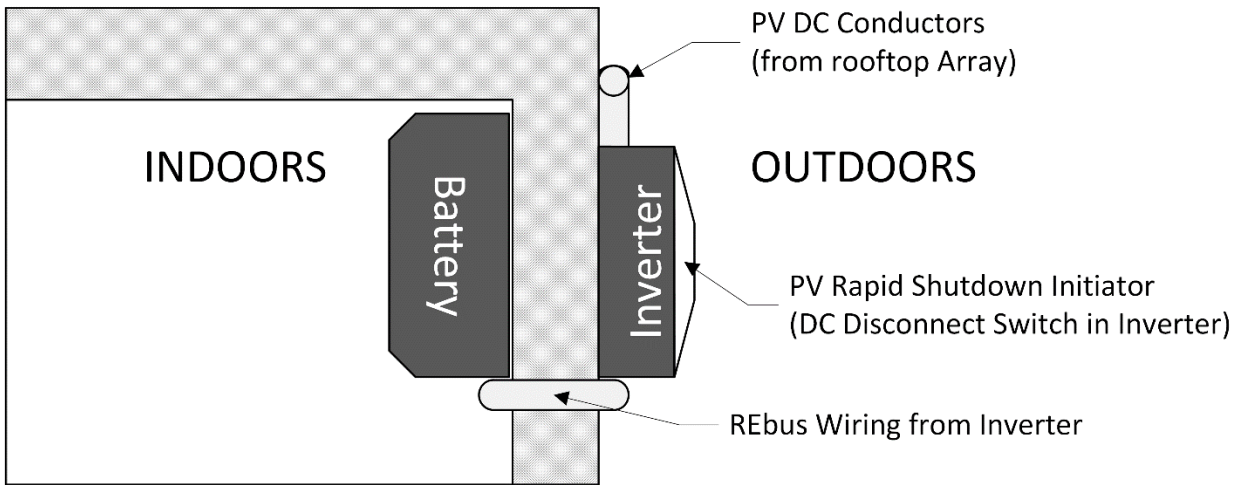 PV DC Conductors
(from rooftop Array)
INDOORS
Battery
Inverter
OUTDOORS
PV Rapid Shutdown Initiator
(DC Disconnect Switch in Inverter)
REbus Wiring from Inverter